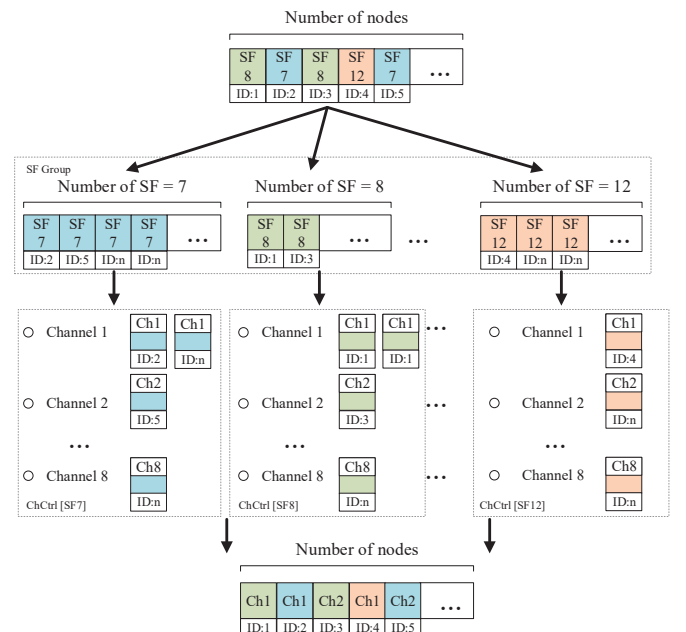 Number of nodes
SF 8 SF 7 SF 8 SF 12 SF 7 ...
ID:1 ID:2 ID:3 ID:4 ID:5
SF Group
Number of SF = 7
SF 7 SF 7 SF 7 SF 7 ...
ID:2 ID:5 ID:n ID:n
Number of SF = 8
SF 8 SF 8 ... ...
ID:1 ID:3
Number of SF = 12
SF 12 SF 12 SF 12 ...
ID:4 ID:n ID:n
Channel 1
Ch1 Ch1
ID:2 ID:n
Channel 2
Ch2
ID:5
...
Channel 8
Ch8
ID:n
ChCtrl [SF7]
Channel 1
Ch1 Ch1 ...
ID:1 ID:1
Channel 2
Ch2 ...
ID:3
...
Channel 8
Ch8 ...
ID:n
ChCtrl [SF8]
Channel 1
Ch1
ID:4
Channel 2
Ch2
ID:n
...
Channel 8
Ch8
ID:n
ChCtrl [SF12]
Number of nodes
Ch1 Ch1 Ch2 Ch1 Ch2 ...
ID:1 ID:2 ID:3 ID:4 ID:5